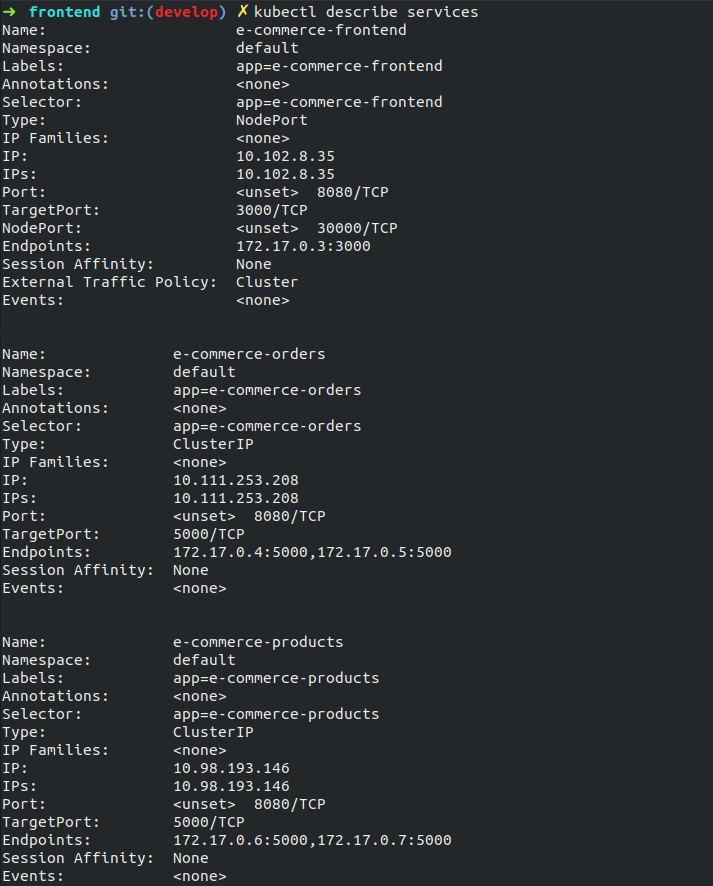 ➜ frontend git:(develop) ✗ kubectl describe services
Name: e-commerce-frontend
Namespace: default
Labels: app=e-commerce-frontend
Annotations: <none>
Selector: app=e-commerce-frontend
Type: NodePort
IP Families: <none>
IP: 10.102.8.35
IPs: 10.102.8.35
Port: <unset> 8080/TCP
TargetPort: 3000/TCP
NodePort: <unset> 30000/TCP
Endpoints: 172.17.0.3:3000
Session Affinity: None
External Traffic Policy: Cluster
Events: <none>
Name: e-commerce-orders
Namespace: default
Labels: app=e-commerce-orders
Annotations: <none>
Selector: app=e-commerce-orders
Type: ClusterIP
IP Families: <none>
IP: 10.111.253.208
IPs: 10.111.253.208
Port: <unset> 8080/TCP
TargetPort: 5000/TCP
Endpoints: 172.17.0.4:5000,172.17.0.5:5000
Session Affinity: None
Events: <none>
Name: e-commerce-products
Namespace: default
Labels: app=e-commerce-products
Annotations: <none>
Selector: app=e-commerce-products
Type: ClusterIP
IP Families: <none>
IP: 10.98.193.146
IPs: 10.98.193.146
Port: <unset> 8080/TCP
TargetPort: 5000/TCP
Endpoints: 172.17.0.6:5000,172.17.0.7:5000
Session Affinity: None
Events: <none>